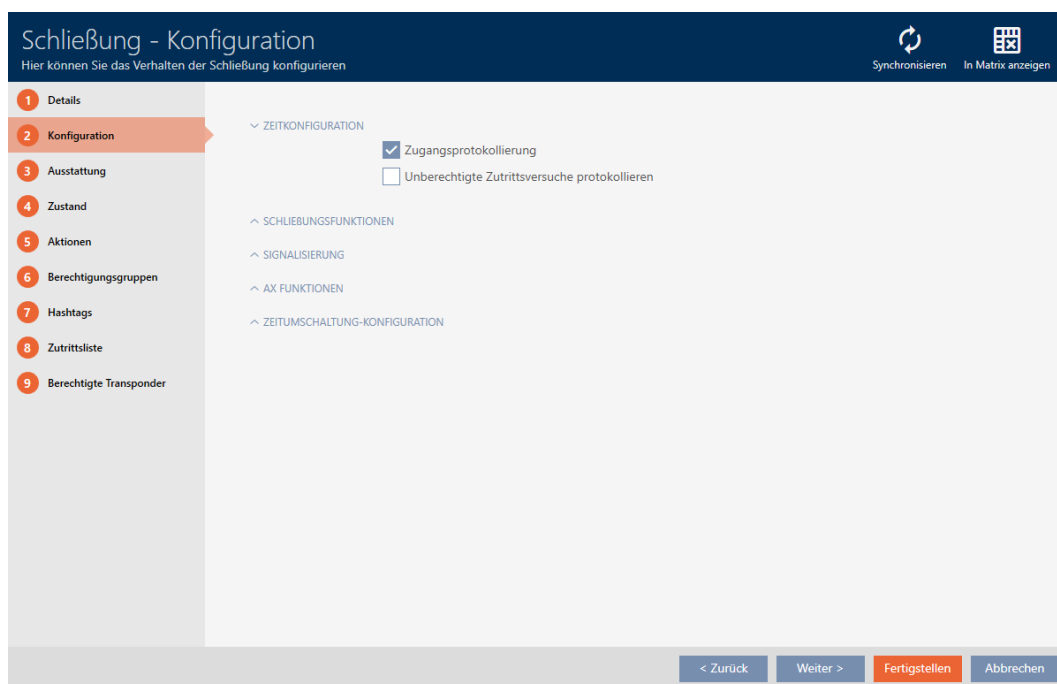 Schließung - Konfiguration
Hier können Sie das Verhalten der Schließung konfigurieren
Synchronisieren
In Matrix anzeigen
1 Details
2 Konfiguration
3 Ausstattung
4 Zustand
5 Aktionen
6 Berechtigungsgruppen
7 Hashtags
8 Zutrittsliste
9 Berechtigte Transponder
ZEITKONFIGURATION
Zugangsprotokollierung
Unberechtigte Zutrittsversuche protokollieren
SCHLIEßUNGSFUNKTIONEN
SIGNALISIERUNG
AX FUNKTIONEN
ZEITUMSCHALTUNG-KONFIGURATION
< Zurück
Weiter >
Fertigstellen
Abbrechen